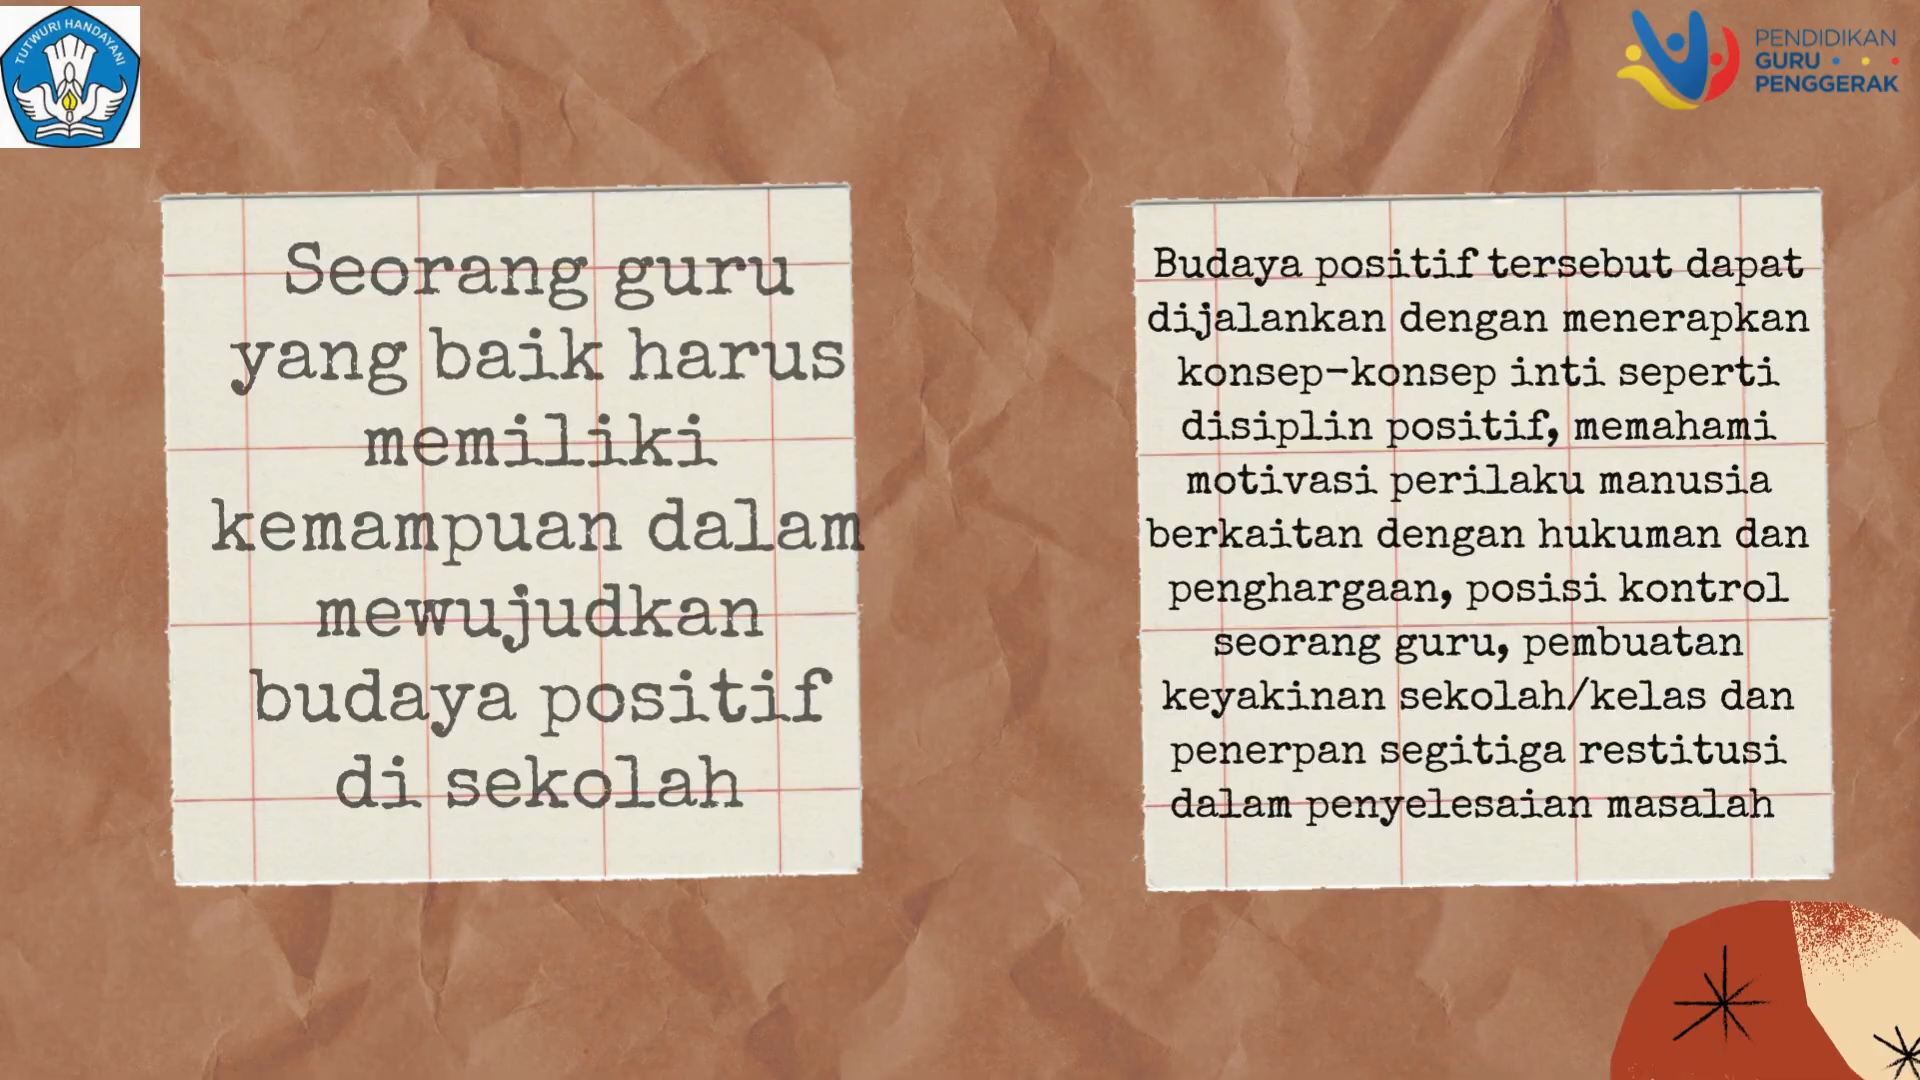 TUTWURI HANDAYANI
PENDIDIKAN
GURU
PENGGERAK
Seorang guru
yang baik harus
memiliki
kemampuan dalam
mewujudkan
budaya positif
di sekolah
Budaya positif tersebut dapat
dijalankan dengan menerapkan
konsep-konsep inti seperti
disiplin positif, memahami
motivasi perilaku manusia
berkaitan dengan hukuman dan
penghargaan, posisi kontrol
seorang guru, pembuatan
keyakinan sekolah/kelas dan
penerpan segitiga restitusi
dalam penyelesaian masalah